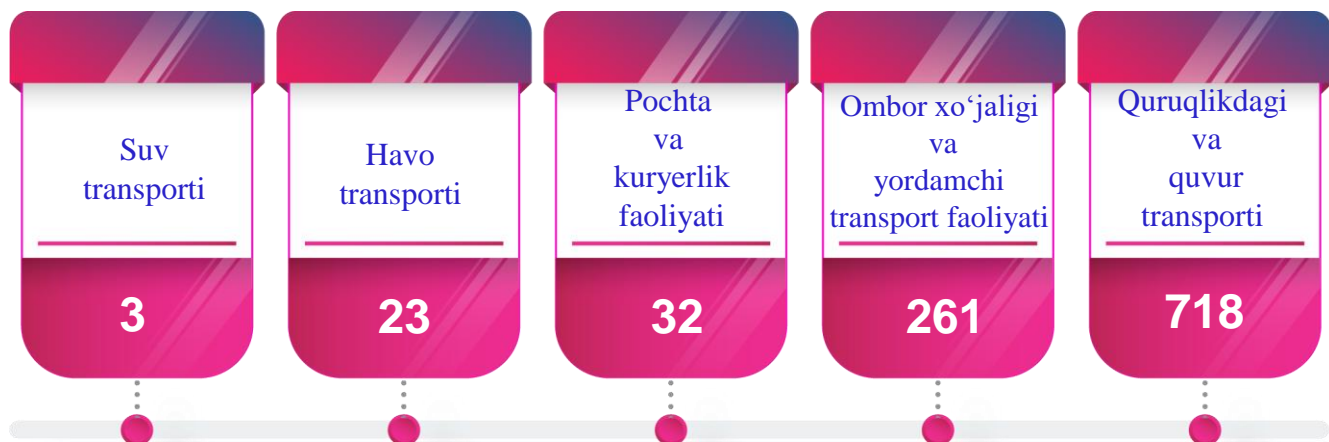 Suv
transporti
3
Havo
transporti
23
Pochta
va
kuryerlik
faoliyati
32
Ombor xo‘jaligi
va
yordamchi
transport faoliyati
261
Quruqlikdagi
va
quvur
transporti
718